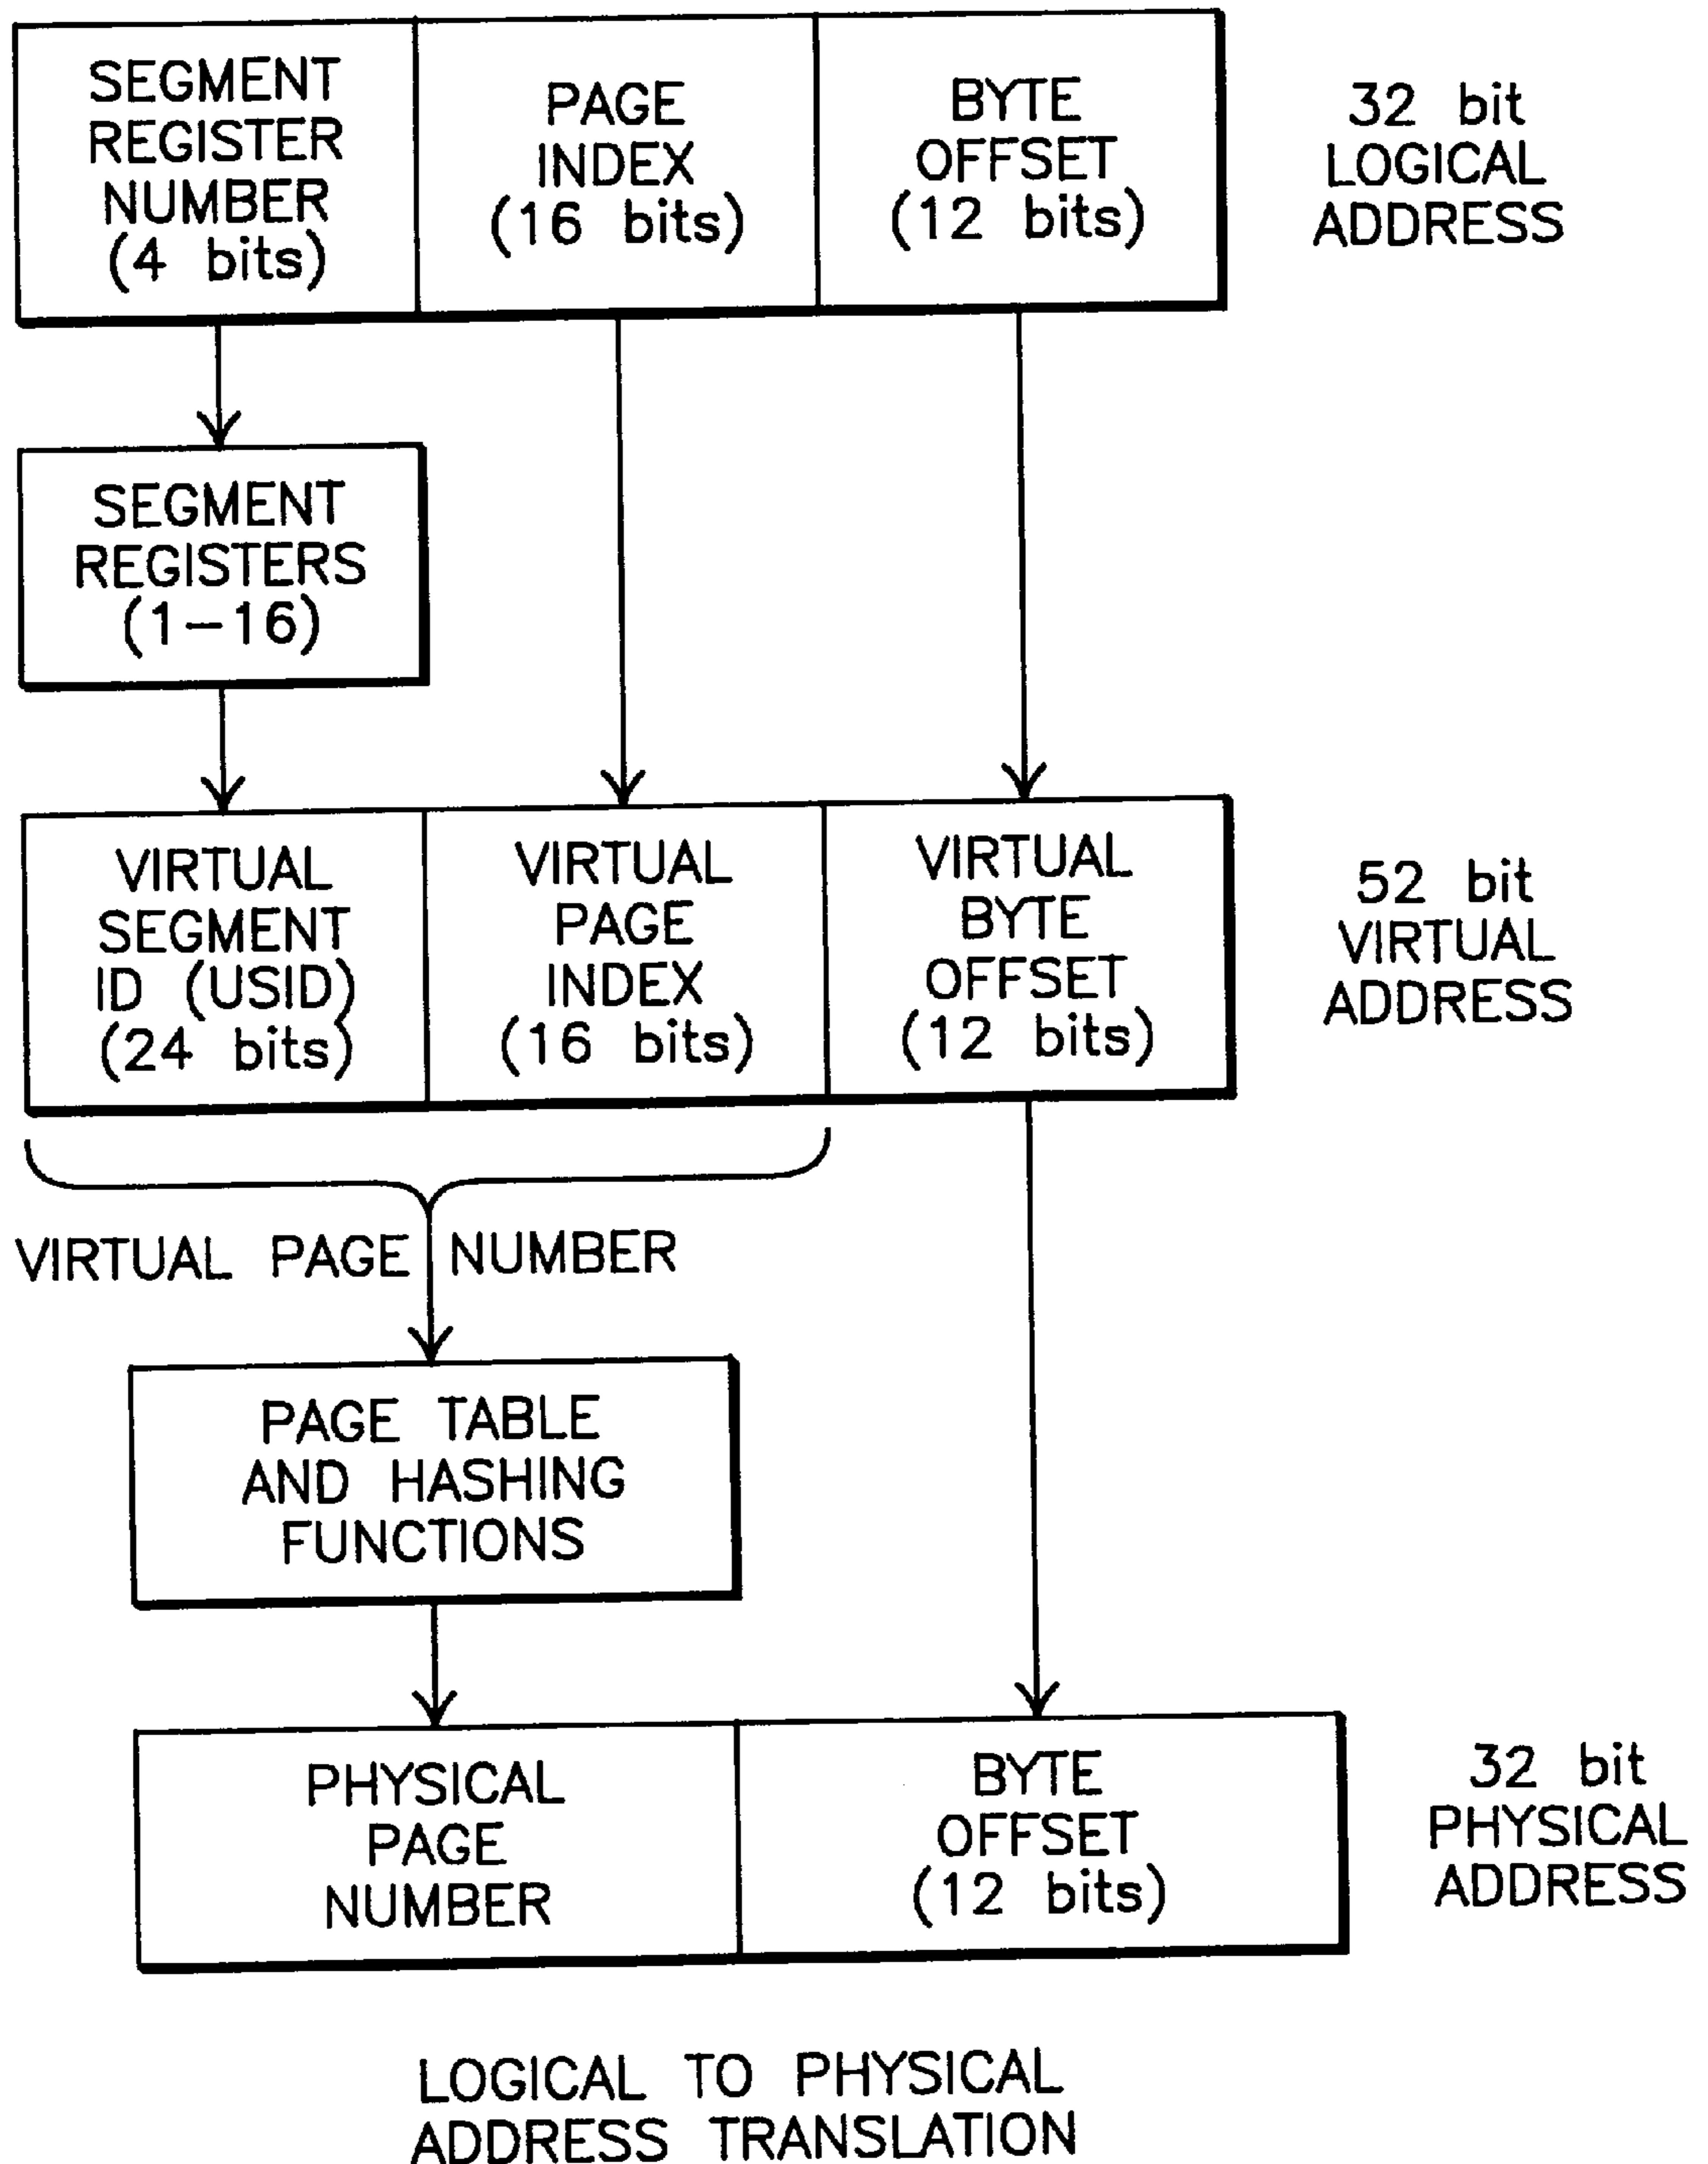 SEGMENT
REGISTER
NUMBER
(4 bits)
PAGE
INDEX
(16 bits)
BYTE
OFFSET
(12 bits)
32 bit
LOGICAL
ADDRESS
SEGMENT
REGISTERS
(1-16)
VIRTUAL
SEGMENT
ID (USID)
(24 bits)
VIRTUAL
PAGE
INDEX
(16 bits)
VIRTUAL
BYTE
OFFSET
(12 bits)
52 bit
VIRTUAL
ADDRESS
VIRTUAL PAGE NUMBER
PAGE TABLE
AND HASHING
FUNCTIONS
PHYSICAL
PAGE
NUMBER
BYTE
OFFSET
(12 bits)
32 bit
PHYSICAL
ADDRESS
LOGICAL TO PHYSICAL
ADDRESS TRANSLATION